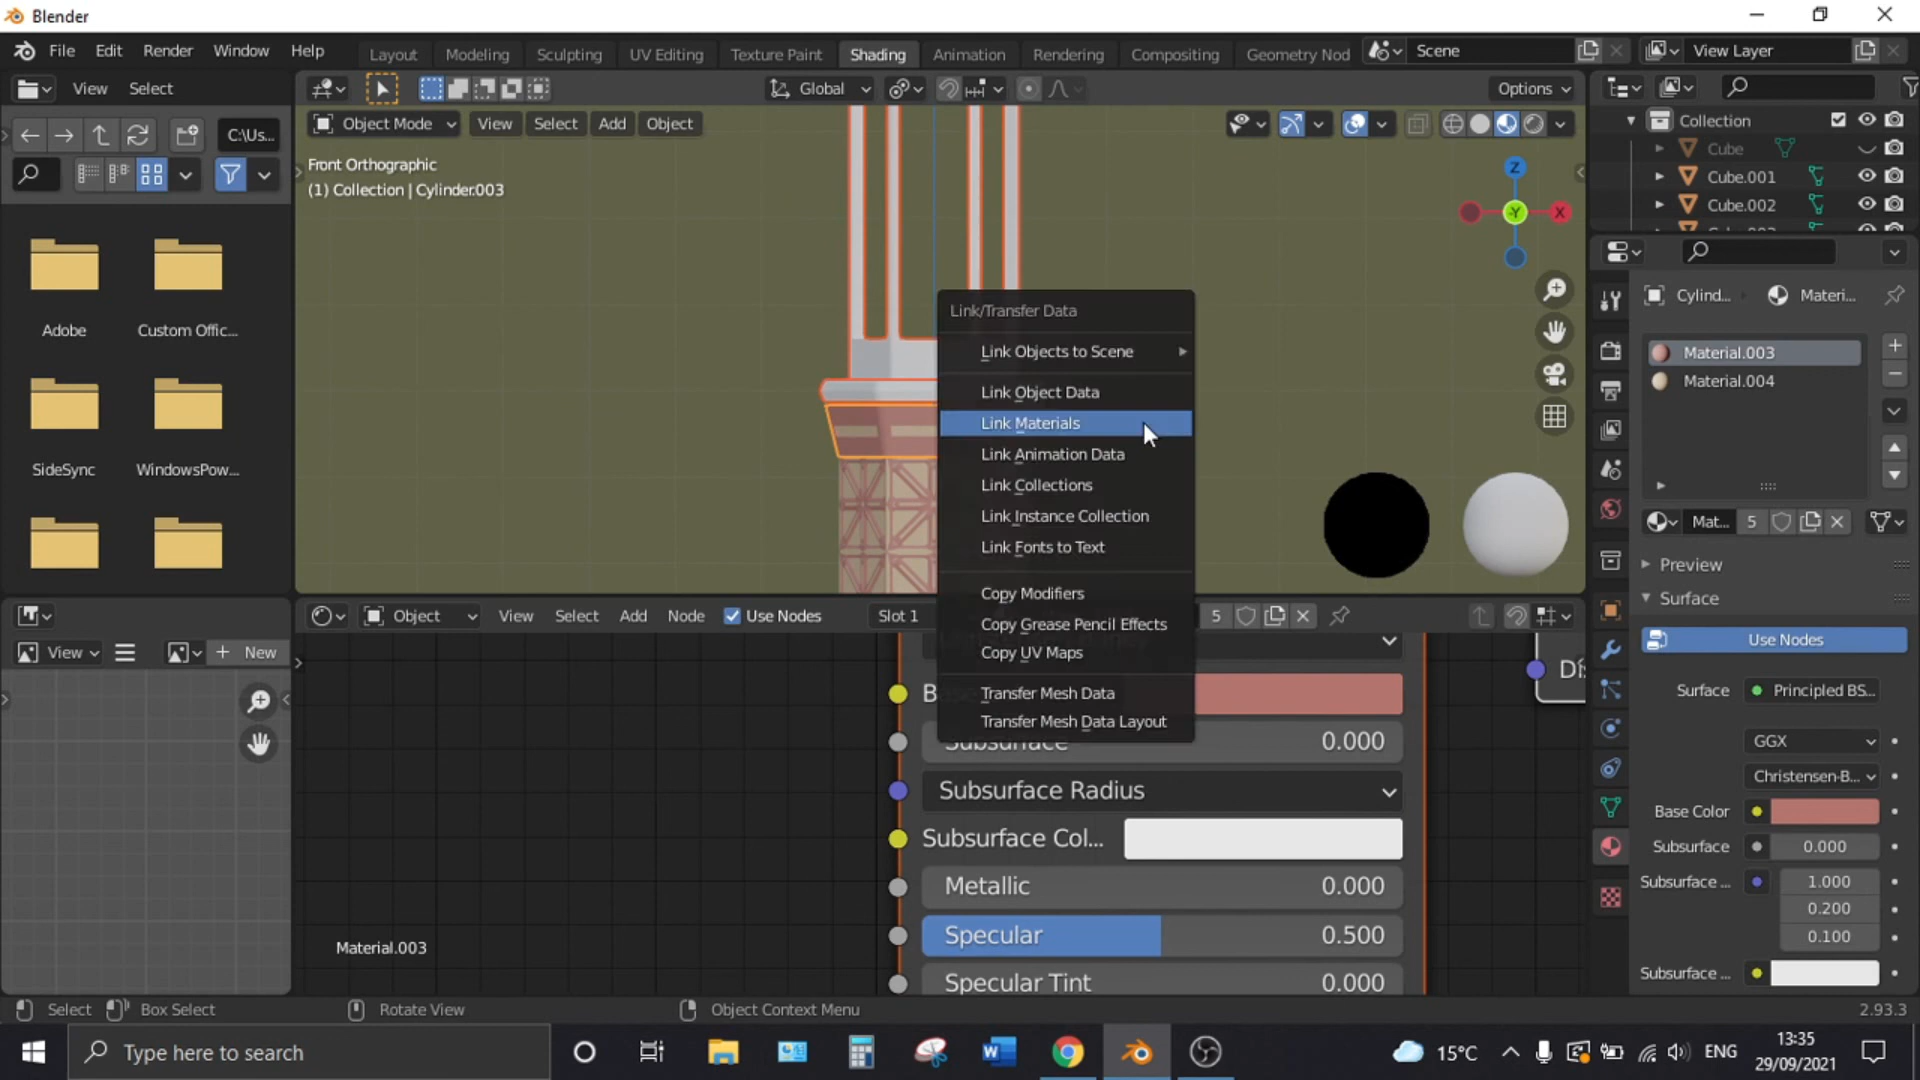 Blender
File Edit Render Window Help
Layout Modeling Sculpting UV Editing Texture Paint Shading Animation Rendering Compositing Geometry Nod
Scene
View Layer
View Select
Global
Options
C:\Us...
Object Mode View Select Add Object
Front Orthographic
(1) Collection | Cylinder.003
Z
Y
X
Collection
Cube
Cube.001
Cube.002
Adobe
Custom Offic...
SideSync
WindowsPow...
Link/Transfer Data
Link Objects to Scene
Link Object Data
Link Materials
Link Animation Data
Link Collections
Link Instance Collection
Link Fonts to Text
Copy Modifiers
Copy Grease Pencil Effects
Copy UV Maps
Transfer Mesh Data
Transfer Mesh Data Layout
Cylind... Materi...
Material.003
Material.004
Mat... 5
Preview
Surface
Use Nodes
Surface Principled BS...
GGX
Christensen-B...
Base Color
Subsurface 0.000
Subsurface ... 1.000
0.200
0.100
Subsurface ...
View New
Object View Select Add Node Use Nodes Slot 1 5
Subsurface 0.000
Subsurface Radius
Subsurface Col...
Metallic 0.000
Specular 0.500
Specular Tint 0.000
Material.003
Select Box Select Rotate View Object Context Menu 2.93.3
Type here to search
15°C
ENG
13:35
29/09/2021